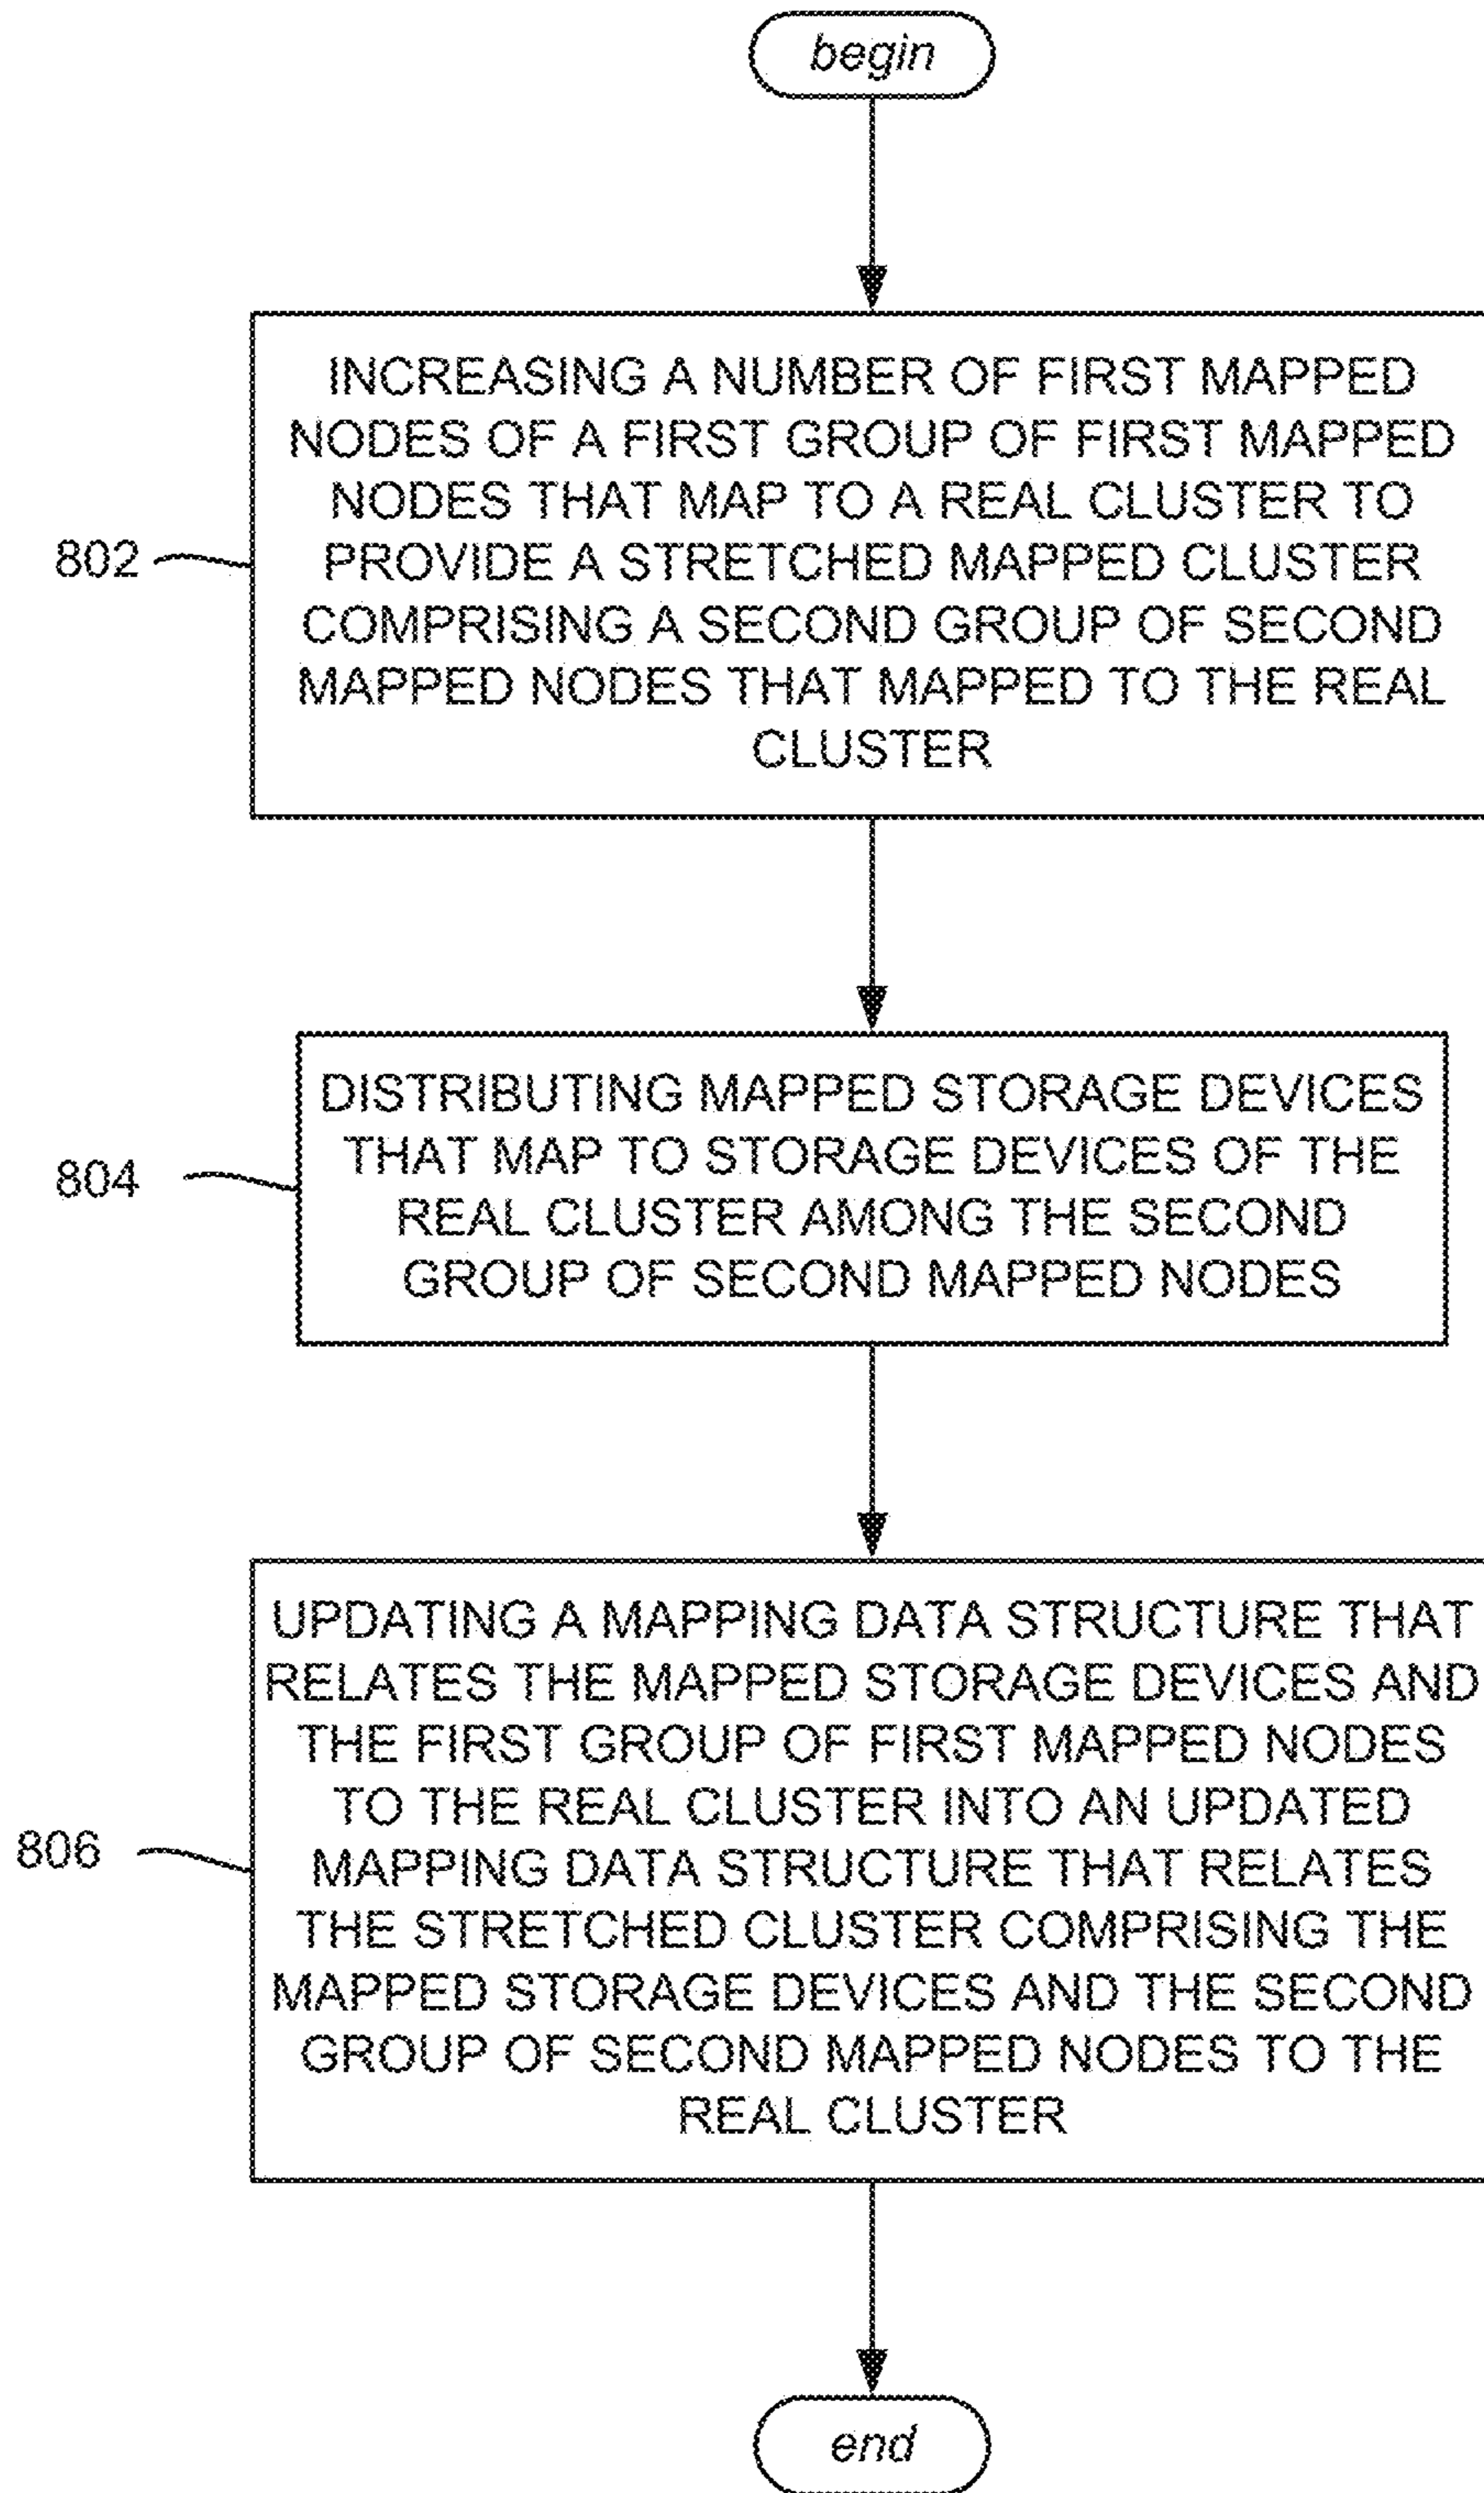 begin
INCREASING A NUMBER OF FIRST MAPPED
NODES OF A FIRST GROUP OF FIRST MAPPED
NODES THAT MAP TO A REAL CLUSTER TO
PROVIDE A STRETCHED MAPPED CLUSTER
COMPRISING A SECOND GROUP OF SECOND
MAPPED NODES THAT MAPPED TO THE REAL
CLUSTER
802
DISTRIBUTING MAPPED STORAGE DEVICES
THAT MAP TO STORAGE DEVICES OF THE
REAL CLUSTER AMONG THE SECOND
GROUP OF SECOND MAPPED NODES
804
UPDATING A MAPPING DATA STRUCTURE THAT
RELATES THE MAPPED STORAGE DEVICES AND
THE FIRST GROUP OF FIRST MAPPED NODES
TO THE REAL CLUSTER INTO AN UPDATED
MAPPING DATA STRUCTURE THAT RELATES
THE STRETCHED CLUSTER COMPRISING THE
MAPPED STORAGE DEVICES AND THE SECOND
GROUP OF SECOND MAPPED NODES TO THE
REAL CLUSTER
806
end